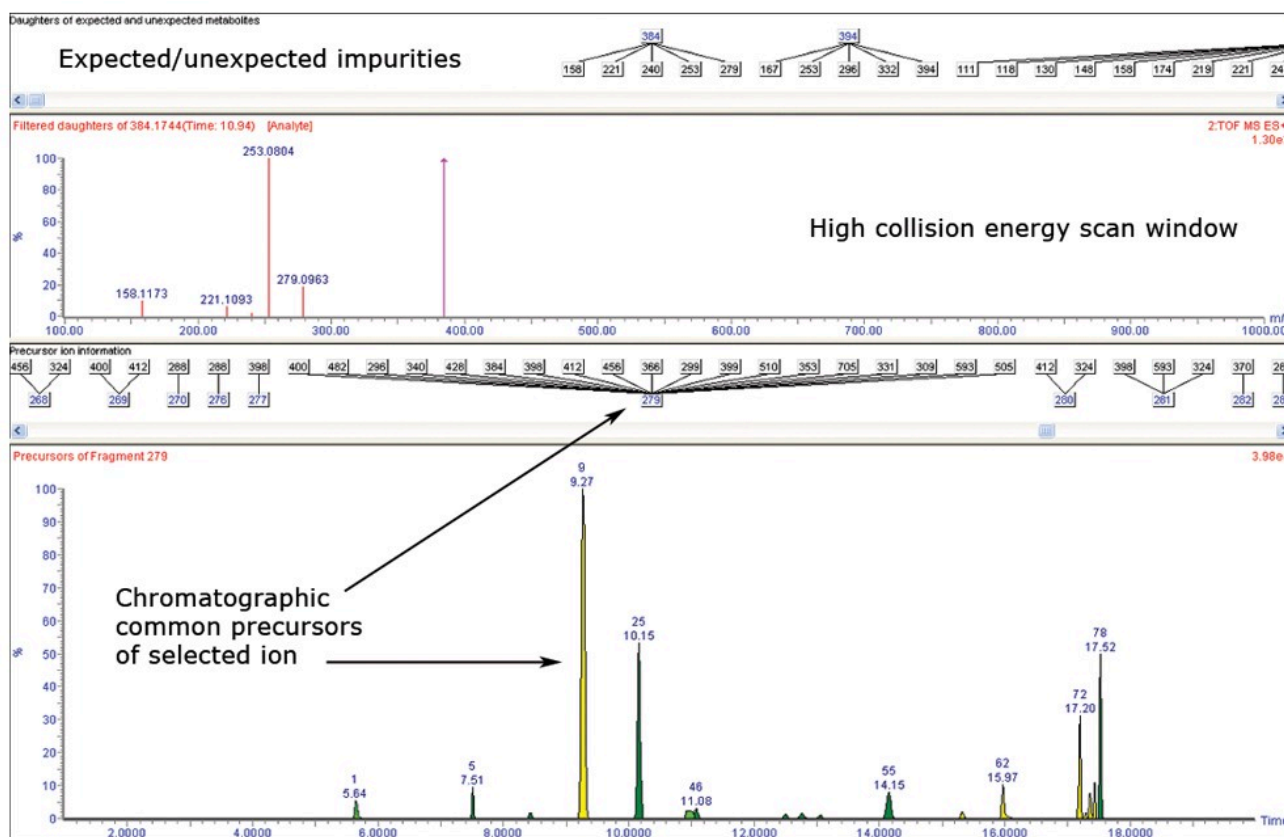 Daughters of expected and unexpected metabolites
Expected/unexpected impurities
384 394
158 221 240 253 279 167 253 296 332 394 111 118 130 148 158 174 219 221 24
Filtered daughters of 384.1744(Time: 10.94) [Analyte]
2:TOF MS ES+
1.30e
253.0804
279.0963
158.1173
221.1093
High collision energy scan window
100
80
60
40
20
0
%
100.00 200.00 300.00 400.00 500.00 600.00 700.00 800.00 900.00 1000.00
m/
Precursor ion information
456 324 400 412 288 288 398 400 482 296 340 428 384 398 412 456 366 299 399 510 353 705 331 309 593 505 412 324 398 593 324 370 28
268 269 270 276 277 279 280 281 282 28
Precursors of Fragment 279
3.98e
100
90
80
70
60
50
40
30
20
10
0
%
Chromatographic
common precursors
of selected ion
1
5.64
5
7.51
9
9.27
25
10.15
46
11.08
55
14.15
62
15.97
72
17.20
78
17.52
2.0000 4.0000 6.0000 8.0000 10.0000 12.0000 14.0000 16.0000 18.0000
Time